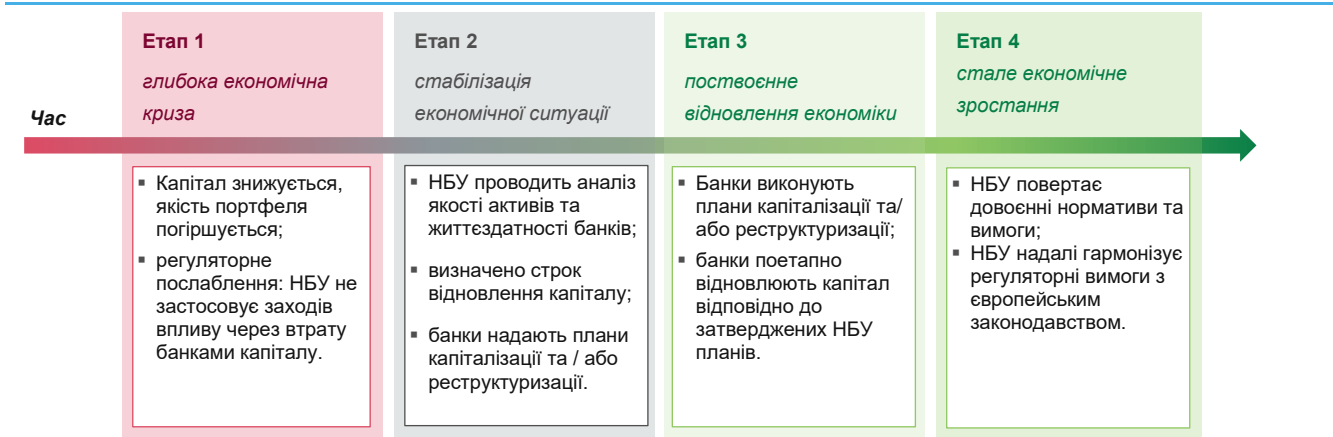 Час
Етап 1
глибока економічна
криза
▪ Капітал знижується,
якість портфеля
погіршується;
▪ регуляторне
послаблення: НБУ не
застосовує заходів
впливу через втрату
банками капіталу.
Етап 2
стабілізація
економічної ситуації
▪ НБУ проводить аналіз
якості активів та
життєздатності банків;
▪ визначено строк
відновлення капіталу;
▪ банки надають плани
капіталізації та / або
реструктуризації.
Етап 3
поствоєнне
відновлення економіки
▪ Банки виконують
плани капіталізації та/
або реструктуризації;
▪ банки поетапно
відновлюють капітал
відповідно до
затверджених НБУ
планів.
Етап 4
стале економічне
зростання
▪ НБУ повертає
довоєнні нормативи та
вимоги;
▪ НБУ надалі гармонізує
регуляторні вимоги з
європейським
законодавством.